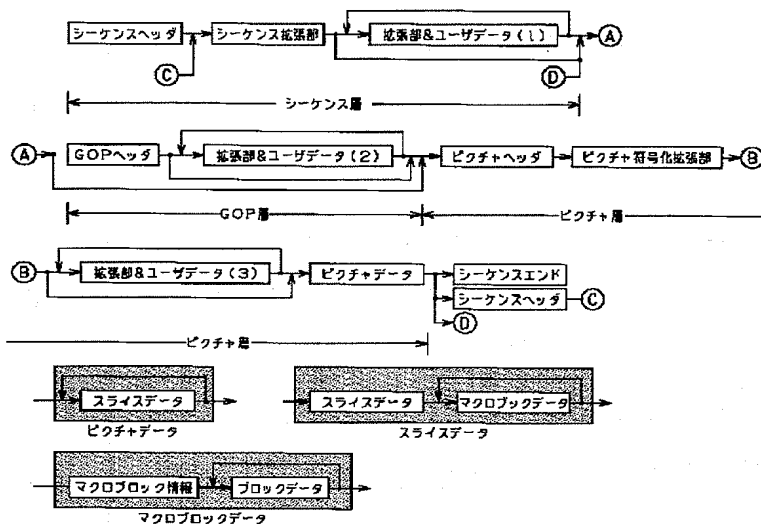 シーケンスヘッダ
シーケンス拡張部
拡張部&ユーザデータ(1)
A
C
D
シーケンス層
A
GOPヘッダ
拡張部&ユーザデータ(2)
ピクチャヘッダ
ピクチャ符号化拡張部
B
GOP層
ピクチャ層
B
拡張部&ユーザデータ(3)
ピクチャデータ
シーケンスエンド
シーケンスヘッダ
C
D
ピクチャ層
スライスデータ
ピクチャデータ
スライスデータ
マクロブックデータ
スライスデータ
マクロブロック情報
ブロックデータ
マクロブロックデータ